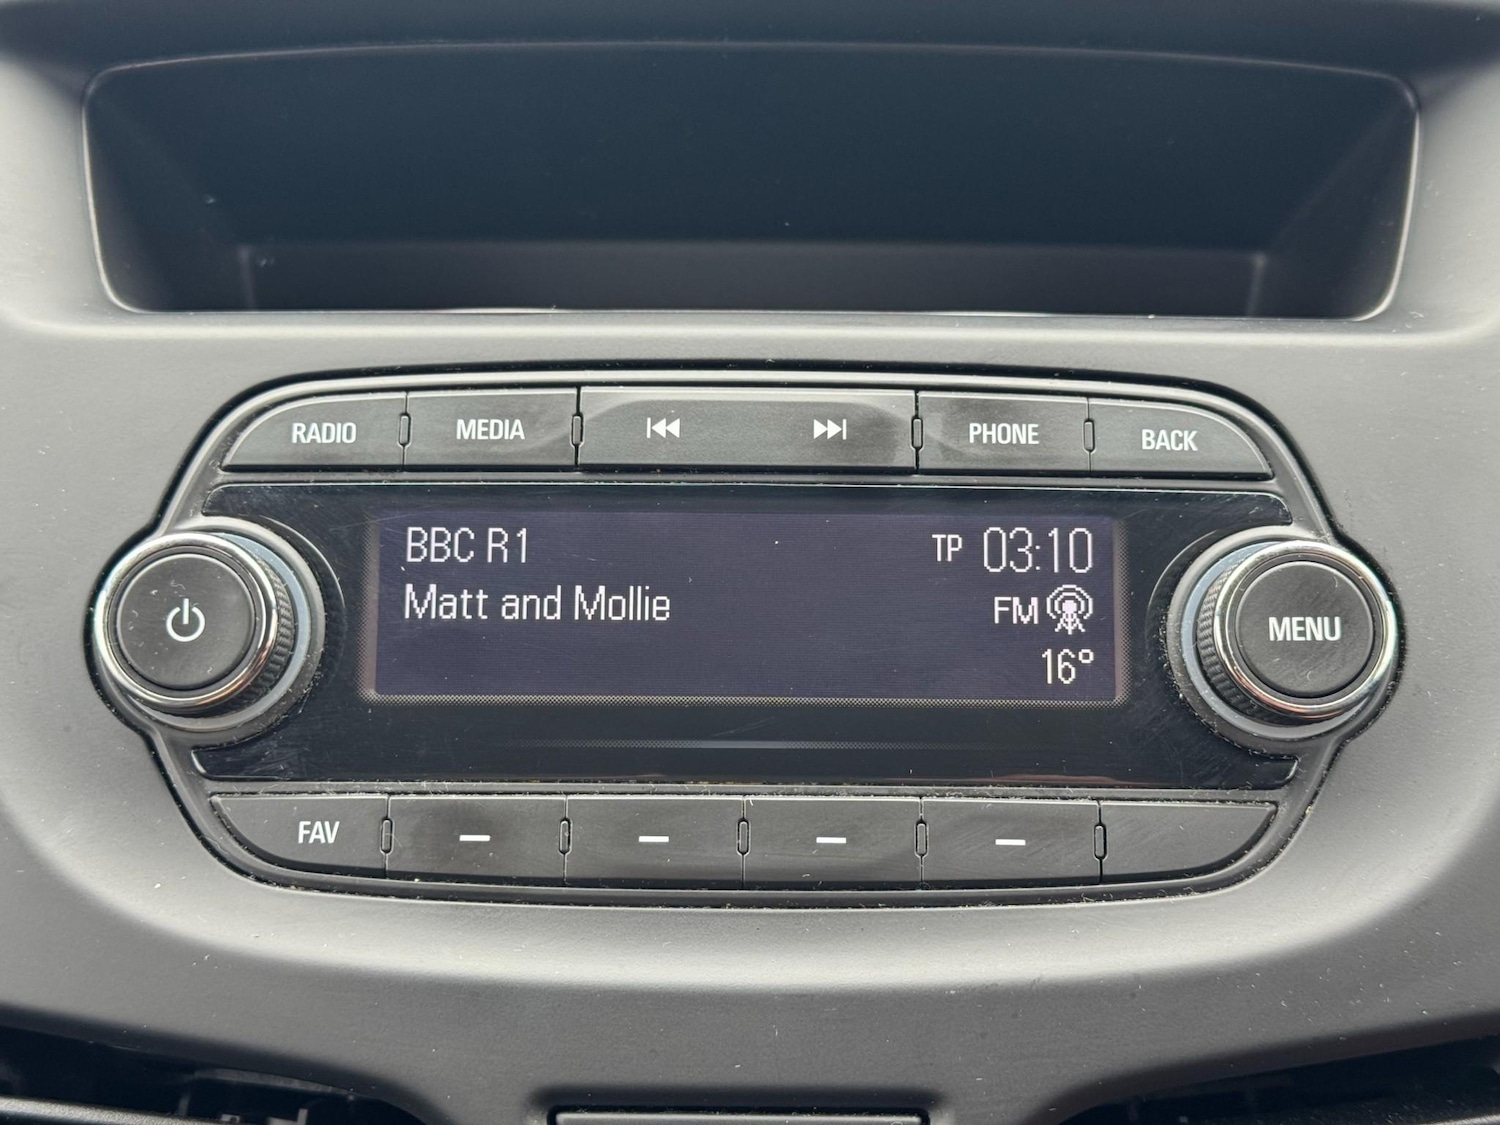 RADIO MEDIA PHONE BACK
BBC R1 TP 03:10
Matt and Mollie FM
16°
MENU
FAV